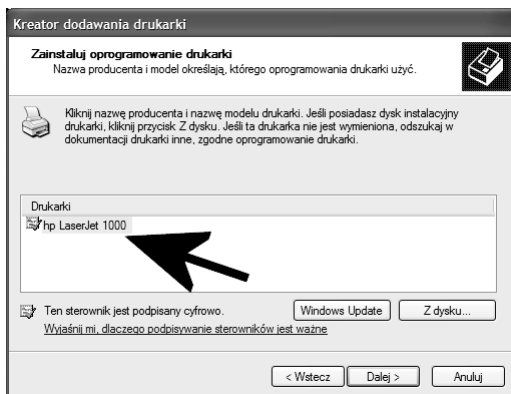 Kreator dodawania drukarki
Zainstaluj oprogramowanie drukarki
Nazwa producenta i model określają, którego oprogramowania drukarki użyć.
Kliknij nazwę producenta i nazwę modelu drukarki. Jeśli posiadasz dysk instalacyjny
drukarki, kliknij przycisk Z dysku. Jeśli ta drukarka nie jest wymieniona, odszukaj w
dokumentacji drukarki inne, zgodne oprogramowanie drukarki.
Drukarki
hp LaserJet 1000
Ten sterownik jest podpisany cyfrowo.
Windows Update
Z dysku...
Wyjaśnij mi, dlaczego podpisywanie sterowników jest ważne
< Wstecz
Dalej >
Anuluj